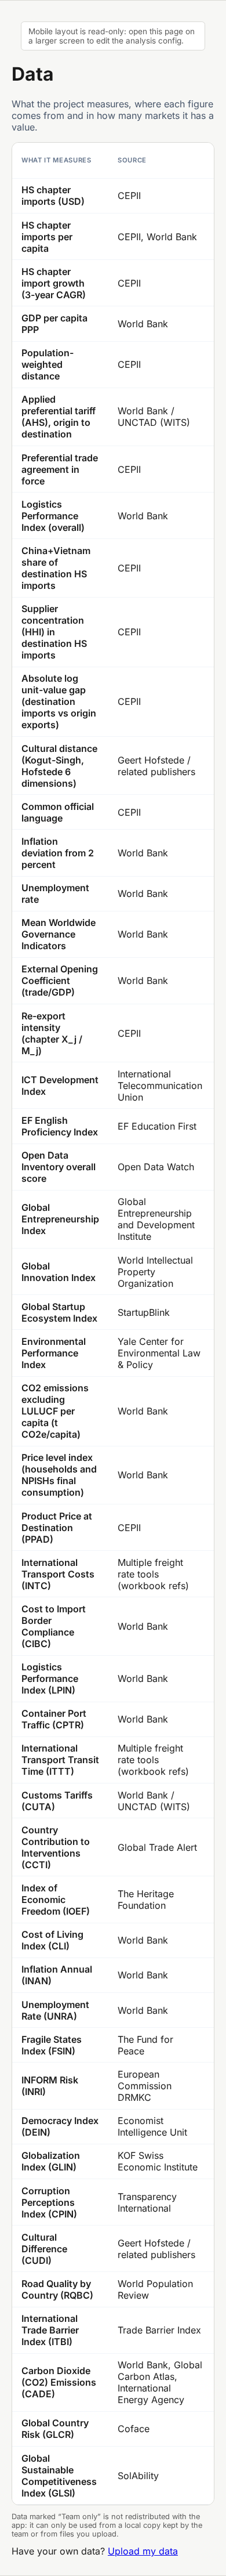 Mobile layout is read-only: open this page on
a larger screen to edit the analysis config.
Data
What the project measures, where each figure
comes from and in how many markets it has a
value.
WHAT IT MEASURES SOURCE
HS chapter
imports (USD)
CEPII
HS chapter
imports per
capita
CEPII, World Bank
HS chapter
import growth
(3-year CAGR)
CEPII
GDP per capita
PPP
World Bank
Population-
weighted
distance
CEPII
Applied
preferential tariff
(AHS), origin to
destination
World Bank /
UNCTAD (WITS)
Preferential trade
agreement in
force
CEPII
Logistics
Performance
Index (overall)
World Bank
China+Vietnam
share of
destination HS
imports
CEPII
Supplier
concentration
(HHI) in
destination HS
imports
CEPII
Absolute log
unit-value gap
(destination
imports vs origin
exports)
CEPII
Cultural distance
(Kogut-Singh,
Hofstede 6
dimensions)
Geert Hofstede /
related publishers
Common official
language
CEPII
Inflation
deviation from 2
percent
World Bank
Unemployment
rate
World Bank
Mean Worldwide
Governance
Indicators
World Bank
External Opening
Coefficient
(trade/GDP)
World Bank
Re-export
intensity
(chapter X_j /
M_j)
CEPII
ICT Development
Index
International
Telecommunication
Union
EF English
Proficiency Index
EF Education First
Open Data
Inventory overall
score
Open Data Watch
Global
Entrepreneurship
Index
Global
Entrepreneurship
and Development
Institute
Global
Innovation Index
World Intellectual
Property
Organization
Global Startup
Ecosystem Index
StartupBlink
Environmental
Performance
Index
Yale Center for
Environmental Law
& Policy
CO2 emissions
excluding
LULUCF per
capita (t
CO2e/capita)
World Bank
Price level index
(households and
NPISHs final
consumption)
World Bank
Product Price at
Destination
(PPAD)
CEPII
International
Transport Costs
(INTC)
Multiple freight
rate tools
(workbook refs)
Cost to Import
Border
Compliance
(CIBC)
World Bank
Logistics
Performance
Index (LPIN)
World Bank
Container Port
Traffic (CPTR)
World Bank
International
Transport Transit
Time (ITTT)
Multiple freight
rate tools
(workbook refs)
Customs Tariffs
(CUTA)
World Bank /
UNCTAD (WITS)
Country
Contribution to
Interventions
(CCTI)
Global Trade Alert
Index of
Economic
Freedom (IOEF)
The Heritage
Foundation
Cost of Living
Index (CLI)
World Bank
Inflation Annual
(INAN)
World Bank
Unemployment
Rate (UNRA)
World Bank
Fragile States
Index (FSIN)
The Fund for
Peace
INFORM Risk
(INRI)
European
Commission
DRMKC
Democracy Index
(DEIN)
Economist
Intelligence Unit
Globalization
Index (GLIN)
KOF Swiss
Economic Institute
Corruption
Perceptions
Index (CPIN)
Transparency
International
Cultural
Difference
(CUDI)
Geert Hofstede /
related publishers
Road Quality by
Country (RQBC)
World Population
Review
International
Trade Barrier
Index (ITBI)
Trade Barrier Index
Carbon Dioxide
(CO2) Emissions
(CADE)
World Bank, Global
Carbon Atlas,
International
Energy Agency
Global Country
Risk (GLCR)
Coface
Global
Sustainable
Competitiveness
Index (GLSI)
SolAbility
Data marked “Team only” is not redistributed with the
app: it can only be used from a local copy kept by the
team or from files you upload.
Have your own data? Upload my data